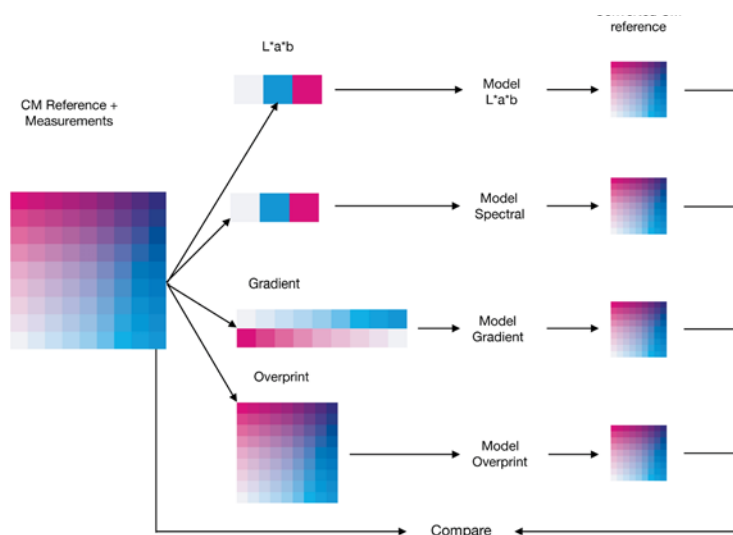 L*a*b
reference
Model
L*a*b
CM Reference +
Measurements
Model
Spectral
Gradient
Model
Gradient
Overprint
Model
Overprint
Compare